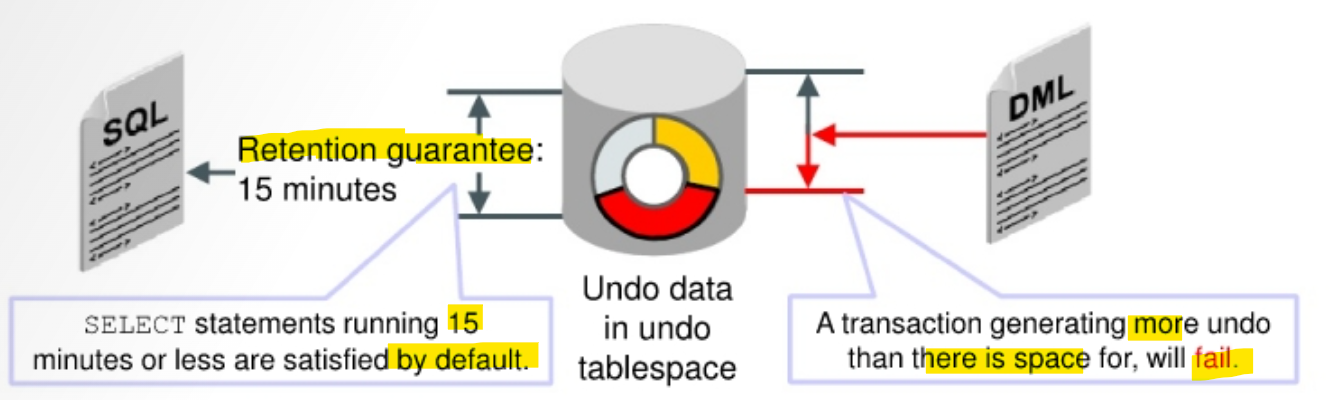 SQL
Retention guarantee:
15 minutes
SELECT statements running 15
minutes or less are satisfied by default.
Undo data
in undo
tablespace
DML
A transaction generating more undo
than there is space for, will fail.